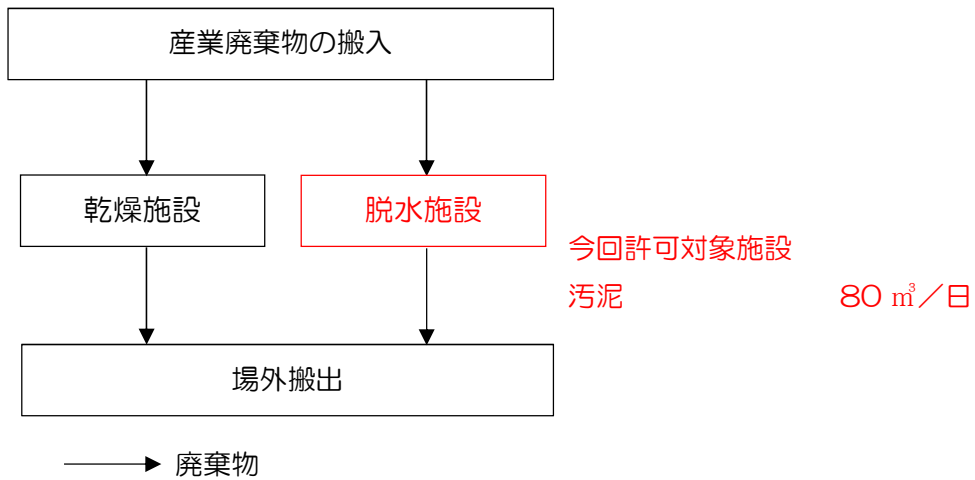 産業廃棄物の搬入
乾燥施設
脱水施設
今回許可対象施設
汚泥 80 ㎥／日
場外搬出
廃棄物